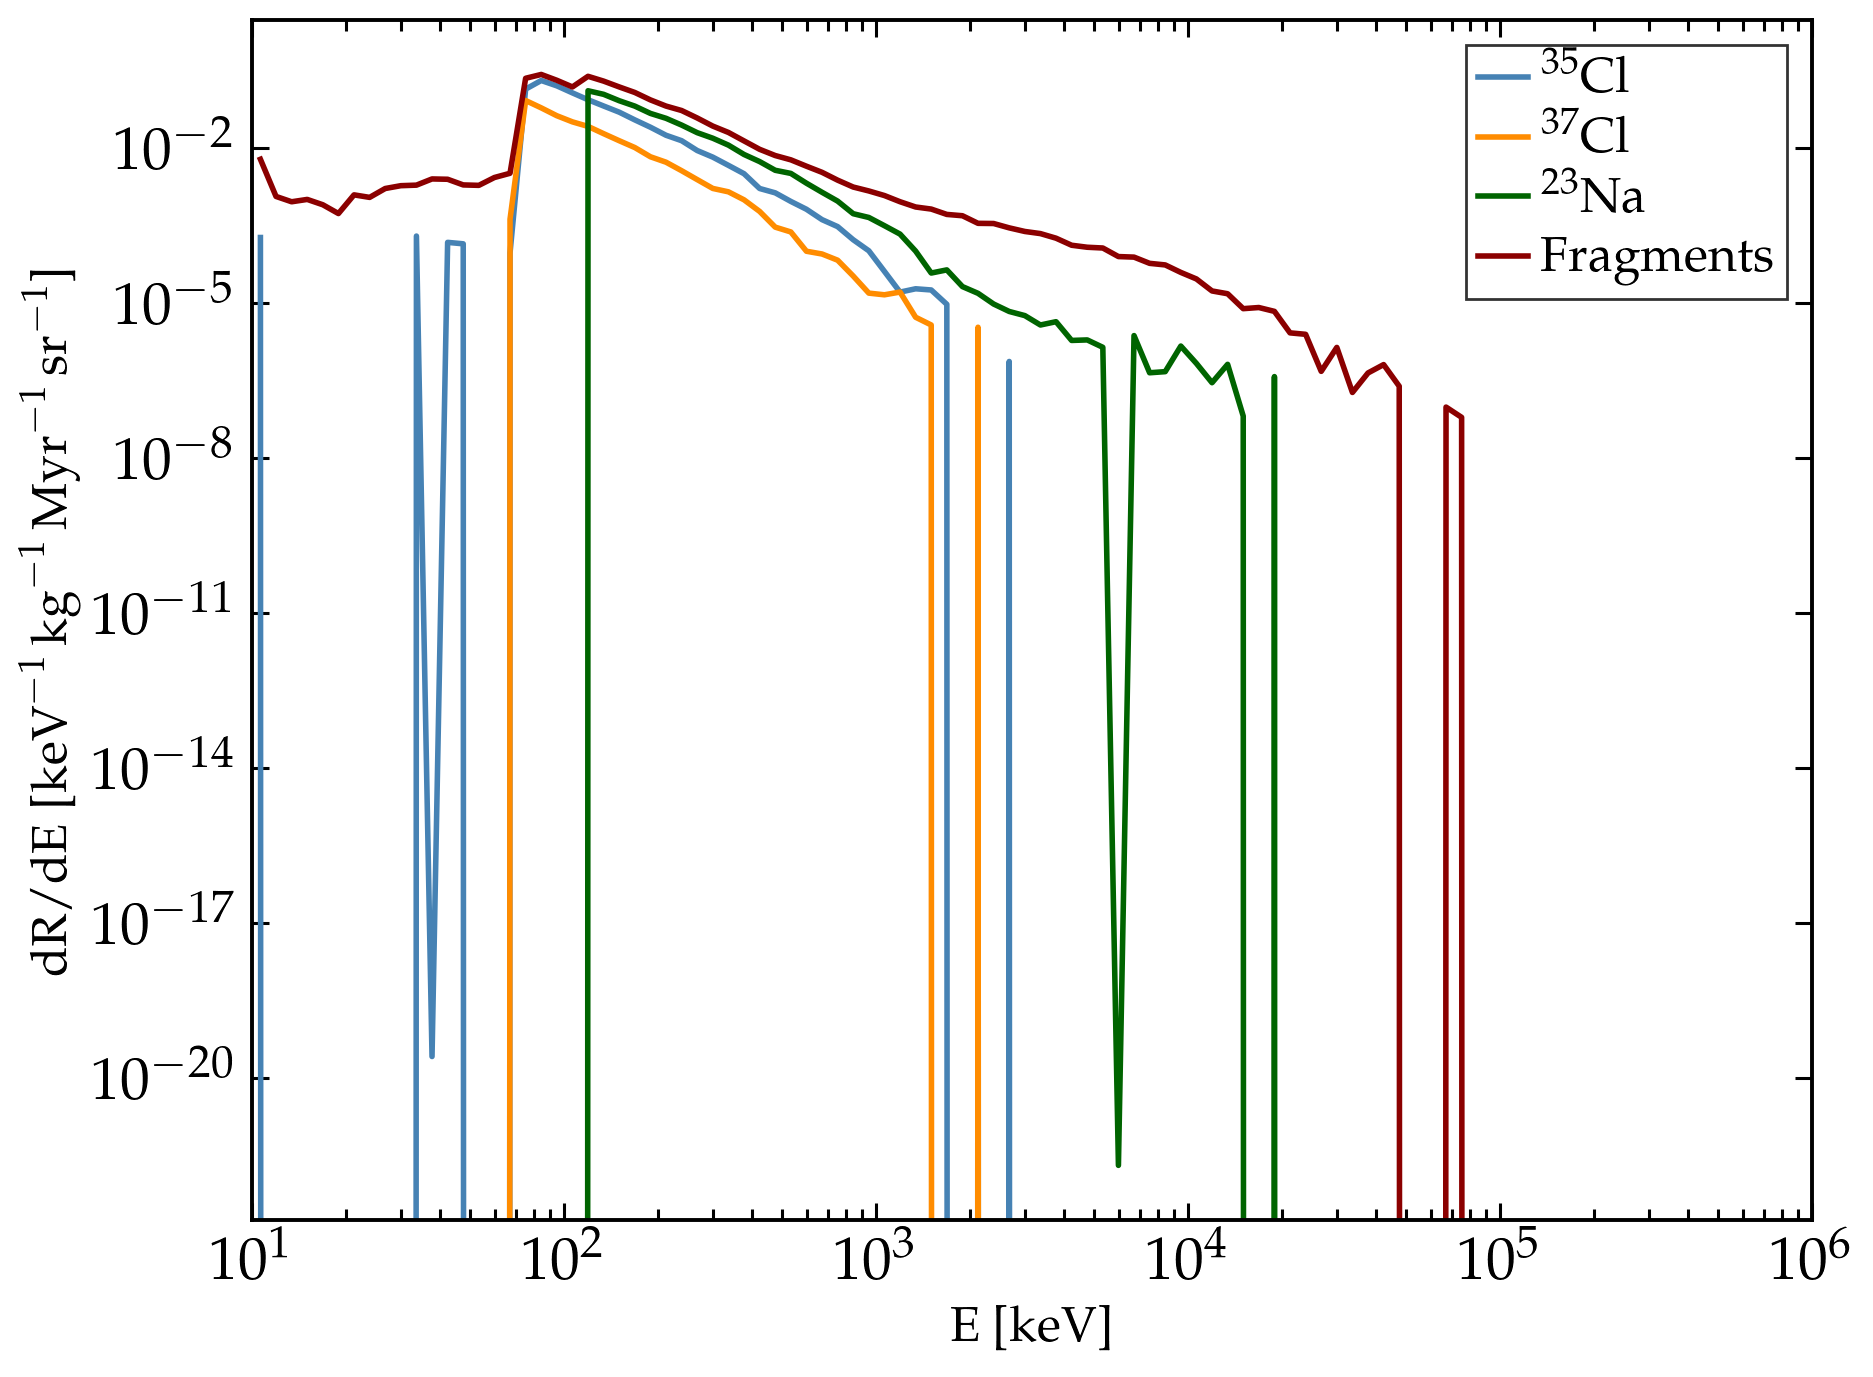 ³⁵Cl
³⁷Cl
²³Na
Fragments
10⁻²
10⁻⁵
10⁻⁸
10⁻¹¹
10⁻¹⁴
10⁻¹⁷
10⁻²⁰
dR/dE [keV⁻¹ kg⁻¹ Myr⁻¹ sr⁻¹]
10¹ 10² 10³ 10⁴ 10⁵ 10⁶
E [keV]